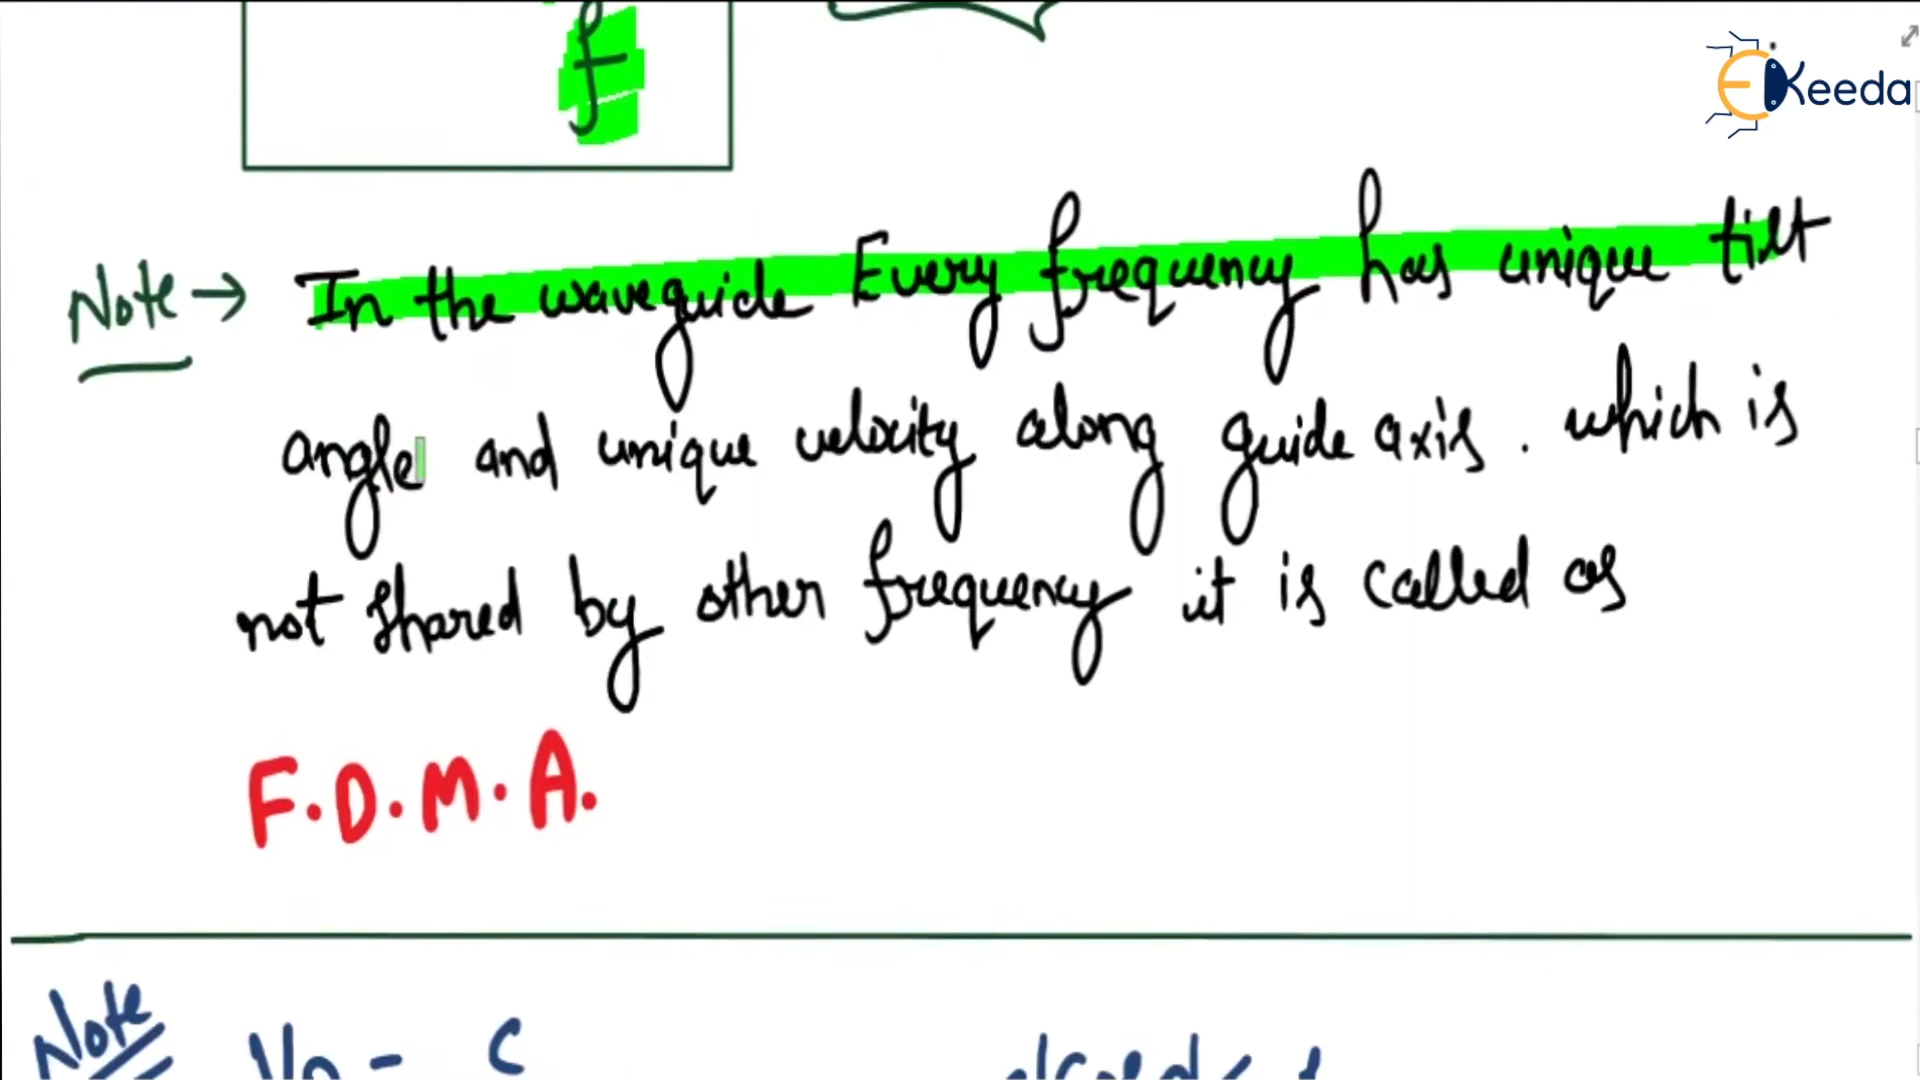 f
EKeeda
Note → In the waveguide Every frequency has unique tilt
angle and unique velocity along guide axis. which is
not shared by other frequency it is called as
F.D.M.A.
Note